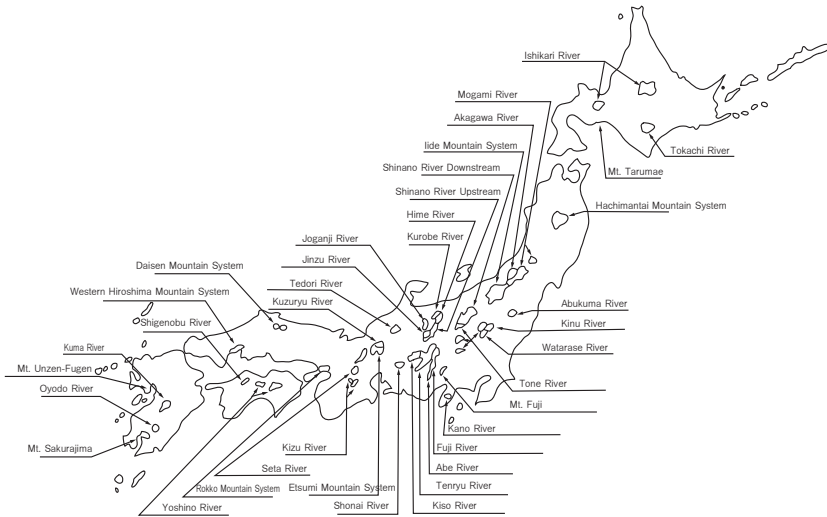 Ishikari River
Mogami River
Akagawa River
Iide Mountain System
Shinano River Downstream
Shinano River Upstream
Hime River
Kurobe River
Joganji River
Jinzu River
Tedori River
Kuzuryu River
Daisen Mountain System
Western Hiroshima Mountain System
Shigenobu River
Kuma River
Mt. Unzen-Fugen
Oyodo River
Mt. Sakurajima
Tokachi River
Mt. Tarumae
Hachimantai Mountain System
Abukuma River
Kinu River
Watarase River
Tone River
Mt. Fuji
Kano River
Fuji River
Abe River
Tenryu River
Kiso River
Shonai River
Etsumi Mountain System
Kizu River
Seta River
Rokko Mountain System
Yoshino River